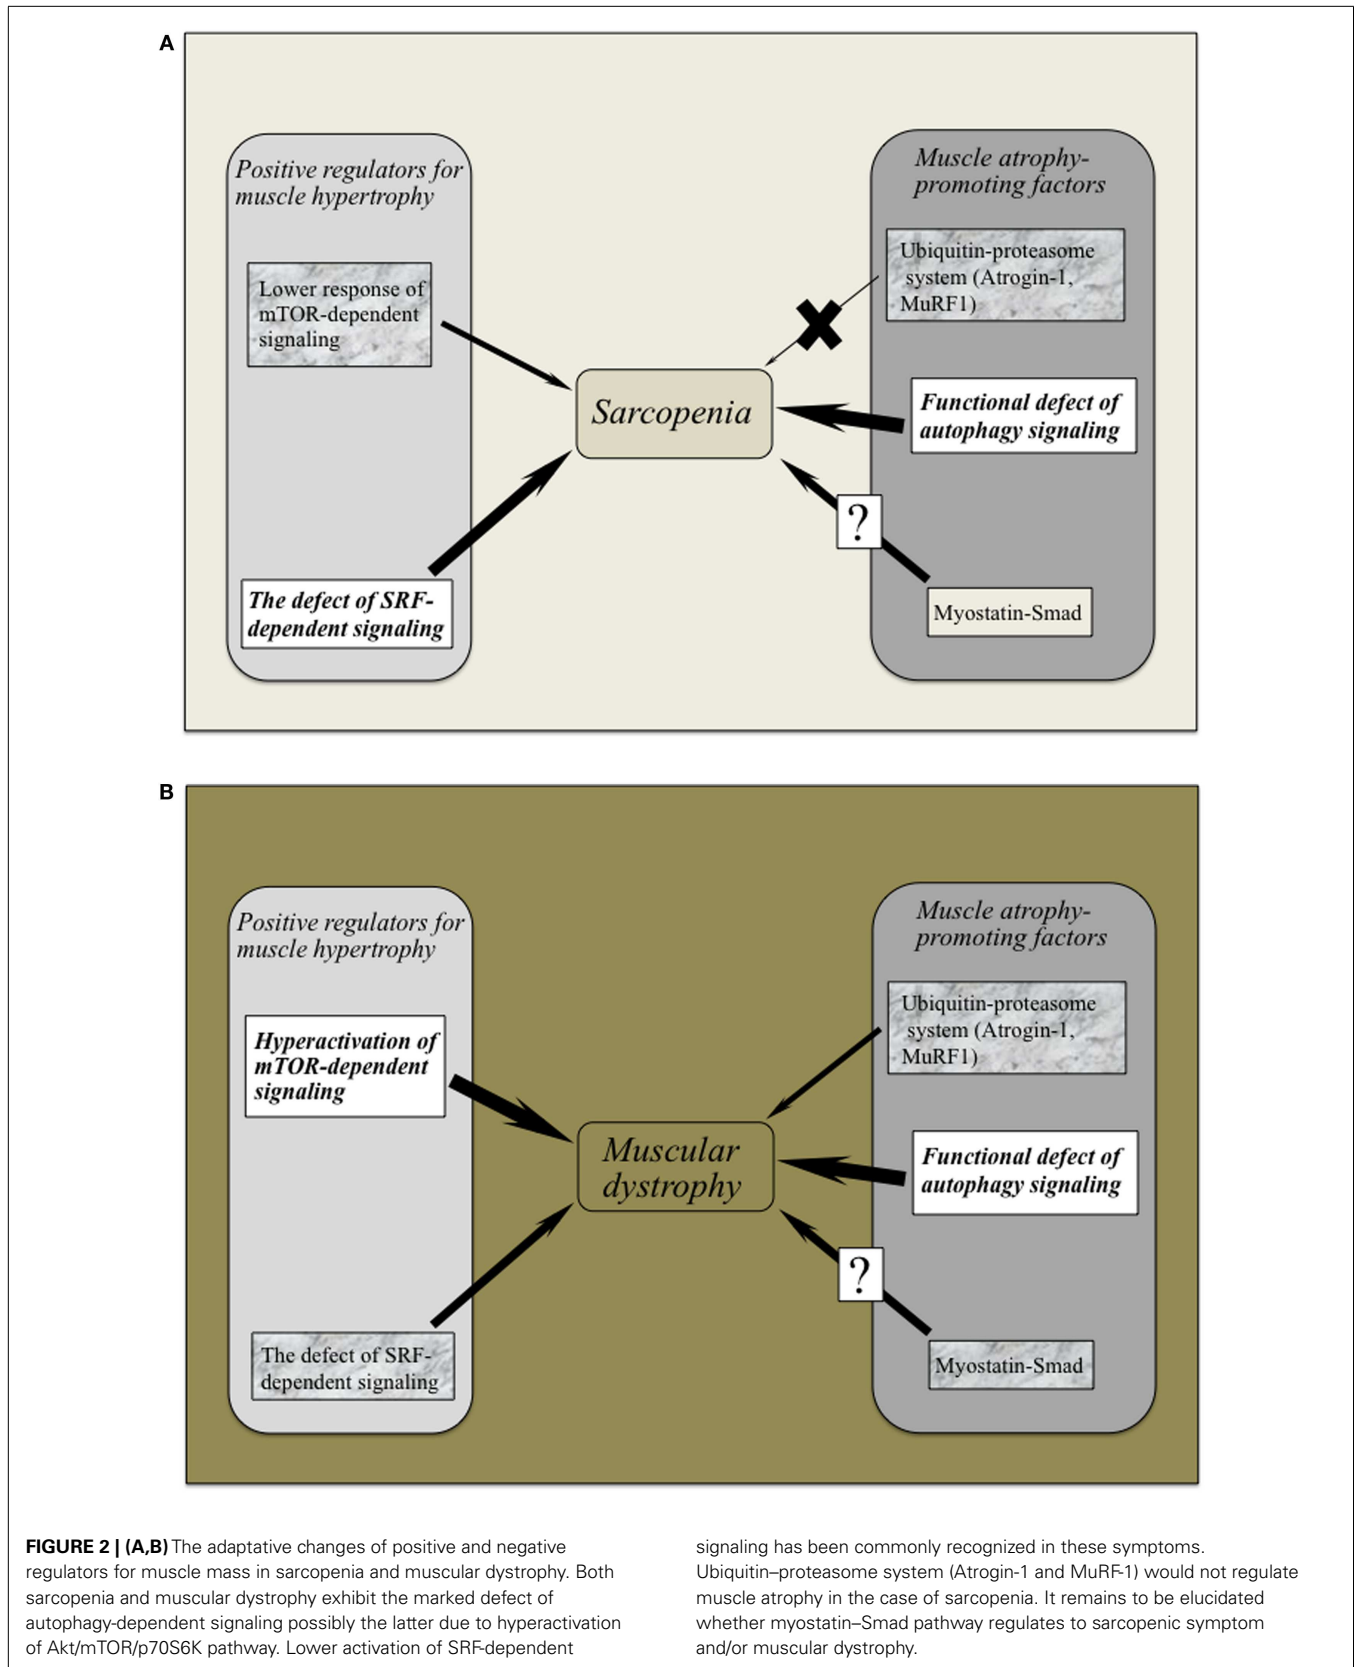 A
Positive regulators for
muscle hypertrophy
Lower response of
mTOR-dependent
signaling
The defect of SRF-
dependent signaling
Sarcopenia
Muscle atrophy-
promoting factors
Ubiquitin-proteasome
system (Atrogin-1,
MuRF1)
Functional defect of
autophagy signaling
?
Myostatin-Smad
B
Positive regulators for
muscle hypertrophy
Hyperactivation of
mTOR-dependent
signaling
The defect of SRF-
dependent signaling
Muscular
dystrophy
Muscle atrophy-
promoting factors
Ubiquitin-proteasome
system (Atrogin-1,
MuRF1)
Functional defect of
autophagy signaling
?
Myostatin-Smad
FIGURE 2 | (A,B) The adaptative changes of positive and negative
regulators for muscle mass in sarcopenia and muscular dystrophy. Both
sarcopenia and muscular dystrophy exhibit the marked defect of
autophagy-dependent signaling possibly the latter due to hyperactivation
of Akt/mTOR/p70S6K pathway. Lower activation of SRF-dependent
signaling has been commonly recognized in these symptoms.
Ubiquitin–proteasome system (Atrogin-1 and MuRF-1) would not regulate
muscle atrophy in the case of sarcopenia. It remains to be elucidated
whether myostatin–Smad pathway regulates to sarcopenic symptom
and/or muscular dystrophy.